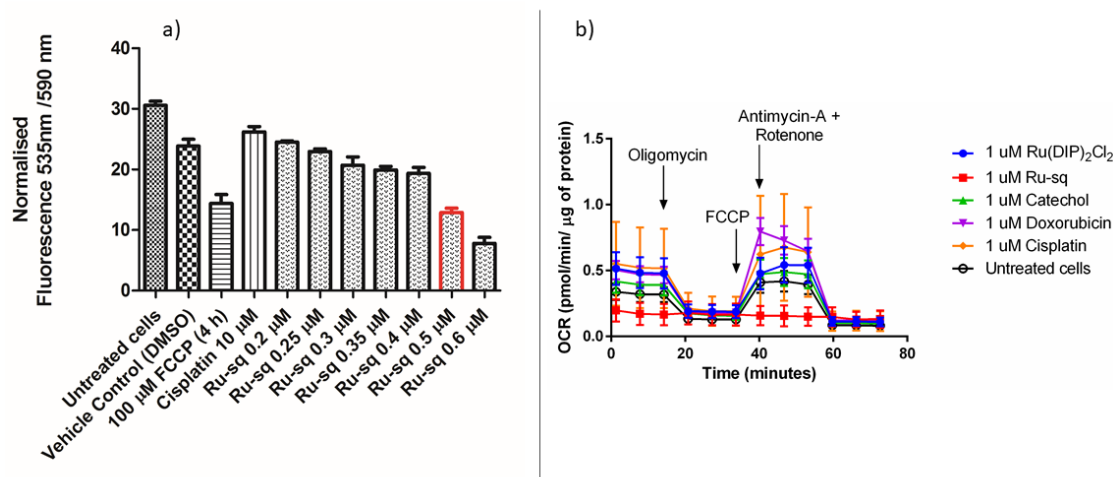 a)
Normalised
Fluorescence 535nm /590 nm
40
30
20
10
0
Untreated cells
Vehicle Control (DMSO)
100 µM FCCP (4 h)
Cisplatin 10 µM
Ru-sq 0.2 µM
Ru-sq 0.25 µM
Ru-sq 0.3 µM
Ru-sq 0.35 µM
Ru-sq 0.4 µM
Ru-sq 0.5 µM
Ru-sq 0.6 µM
b)
OCR (pmol/min/ µg of protein)
1.5
1.0
0.5
0.0
Oligomycin
FCCP
Antimycin-A +
Rotenone
0
20
40
60
80
Time (minutes)
1 uM Ru(DIP)₂Cl₂
1 uM Ru-sq
1 uM Catechol
1 uM Doxorubicin
1 uM Cisplatin
Untreated cells